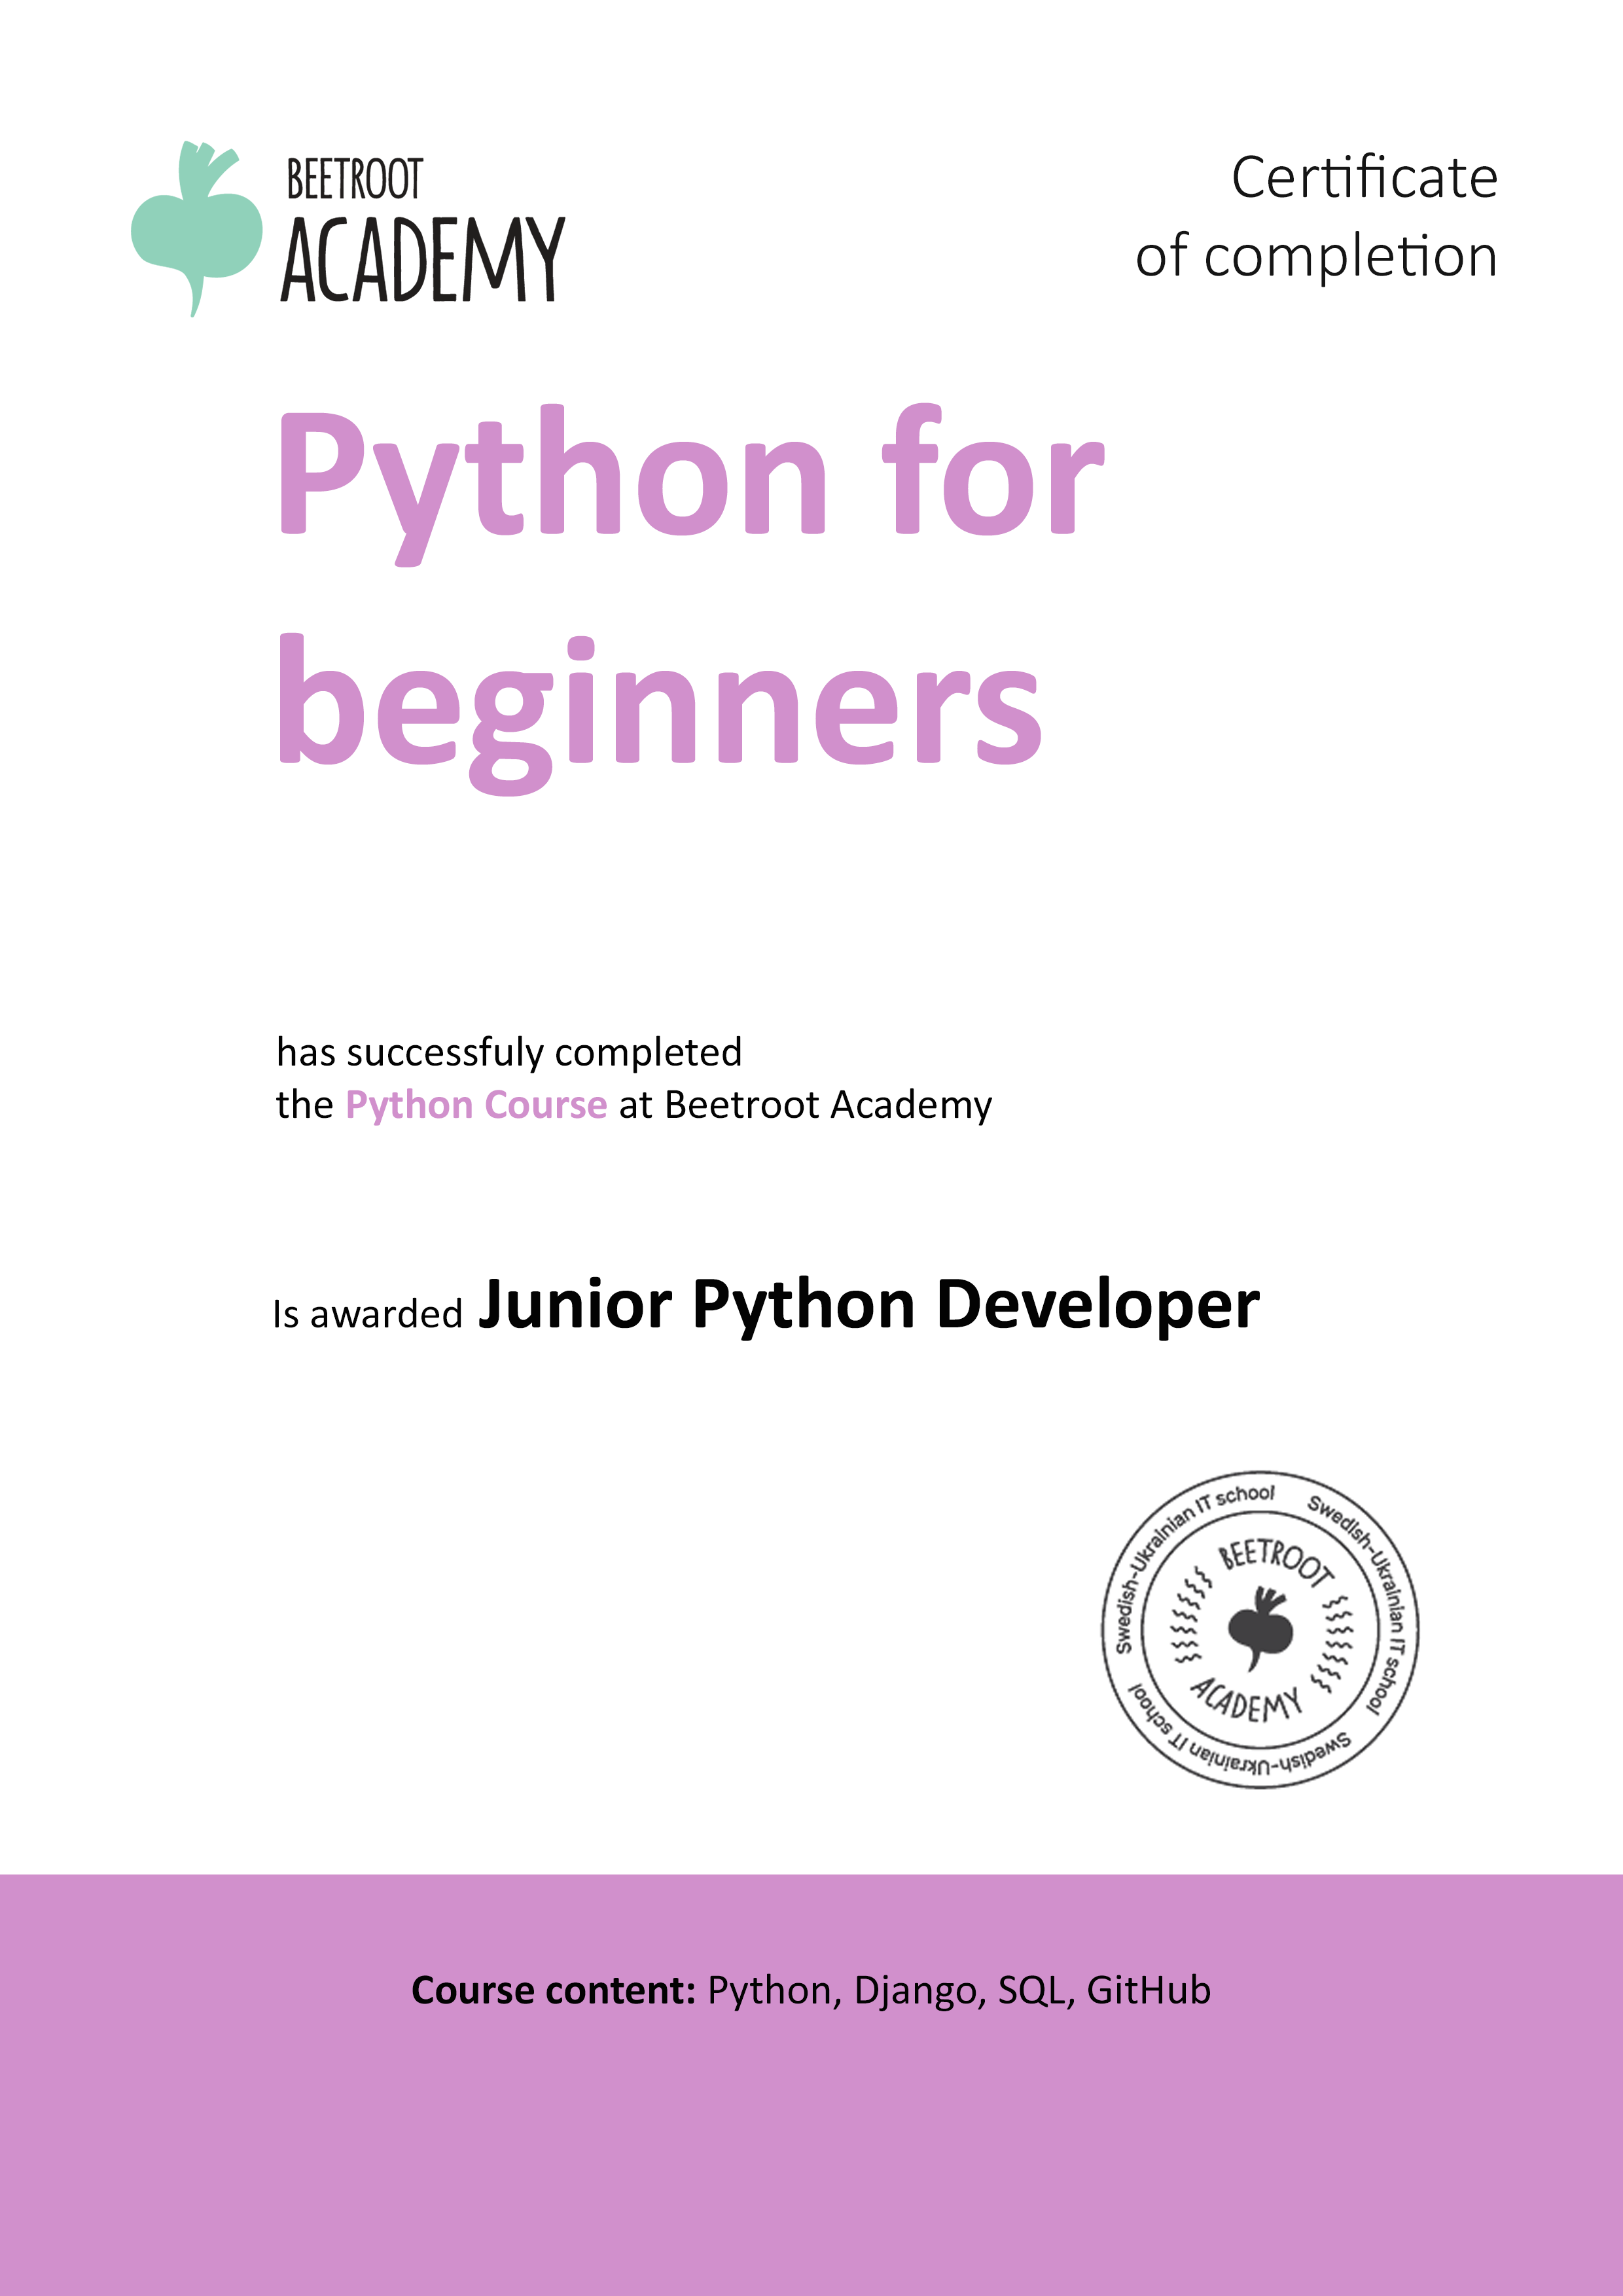 BEETROOT
ACADEMY
Certificate
of completion
Python for
beginners
has successfuly completed
the Python Course at Beetroot Academy
Is awarded Junior Python Developer
Swedish-Ukrainian IT school
Swedish-Ukrainian IT school
Swedish-Ukrainian IT school
BEETROOT
ACADEMY
Course content: Python, Django, SQL, GitHub